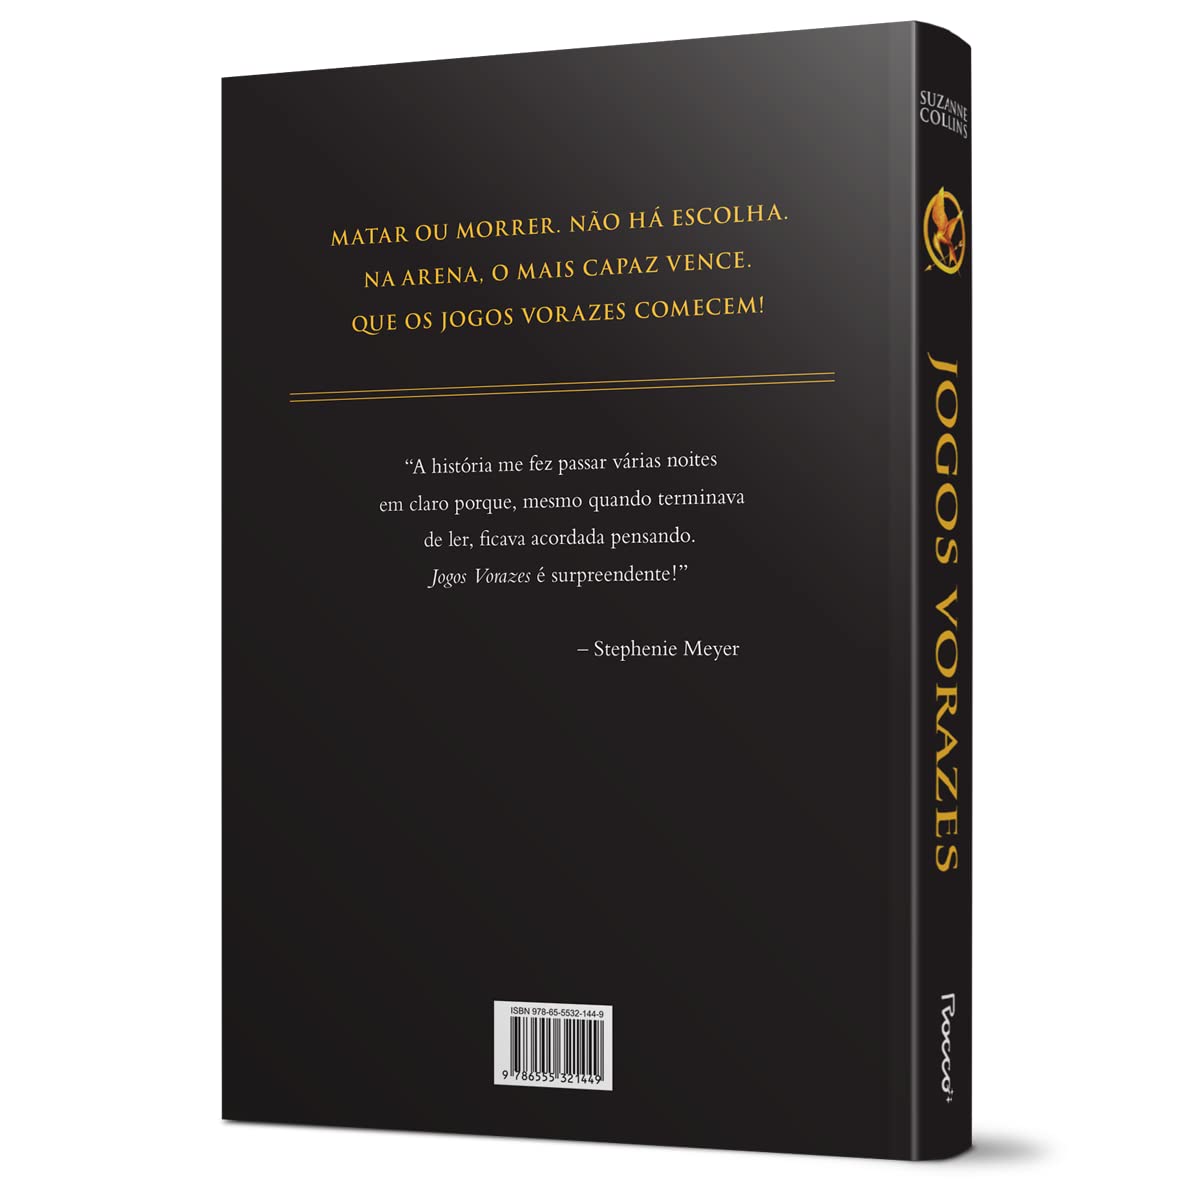 MATAR OU MORRER. NÃO HÁ ESCOLHA.
NA ARENA, O MAIS CAPAZ VENCE.
QUE OS JOGOS VORAZES COMECEM!
“A história me fez passar várias noites
em claro porque, mesmo quando terminava
de ler, ficava acordada pensando.
Jogos Vorazes é surpreendente!”
– Stephenie Meyer
ISBN 978-65-5532-144-9
9 786555 321449
SUZANNE
COLLINS
JOGOS VORAZES
Rocco